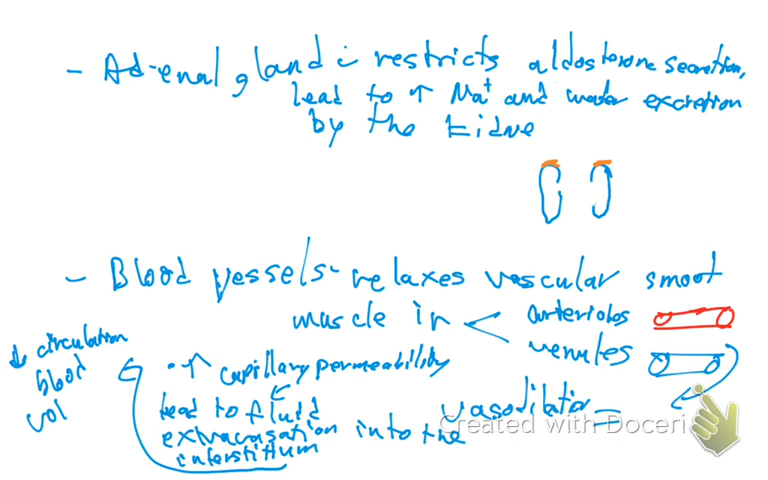 - Adrenal gland : restricts aldosterone secretion,
lead to ↑ Na+ and water excretion
by the kidne
- Blood vessels - relaxes vascular smoot
muscle in < arterioles
venules
vasodilation =
• ↑ capillary permeability
lead to fluid
extravasation into the
interstitium
↓ circulation
blood
vol
Created with Doceri